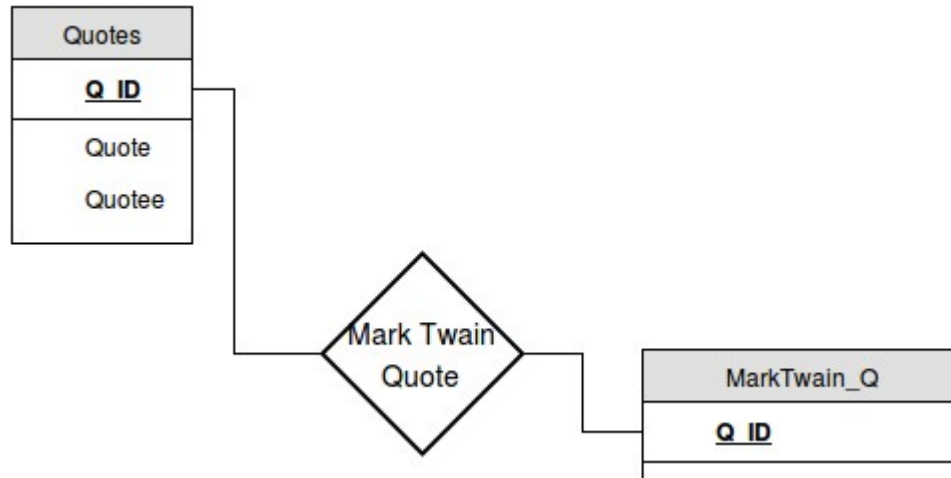 Quotes
Q_ID
Quote
Quotee
Mark Twain
Quote
MarkTwain_Q
Q_ID